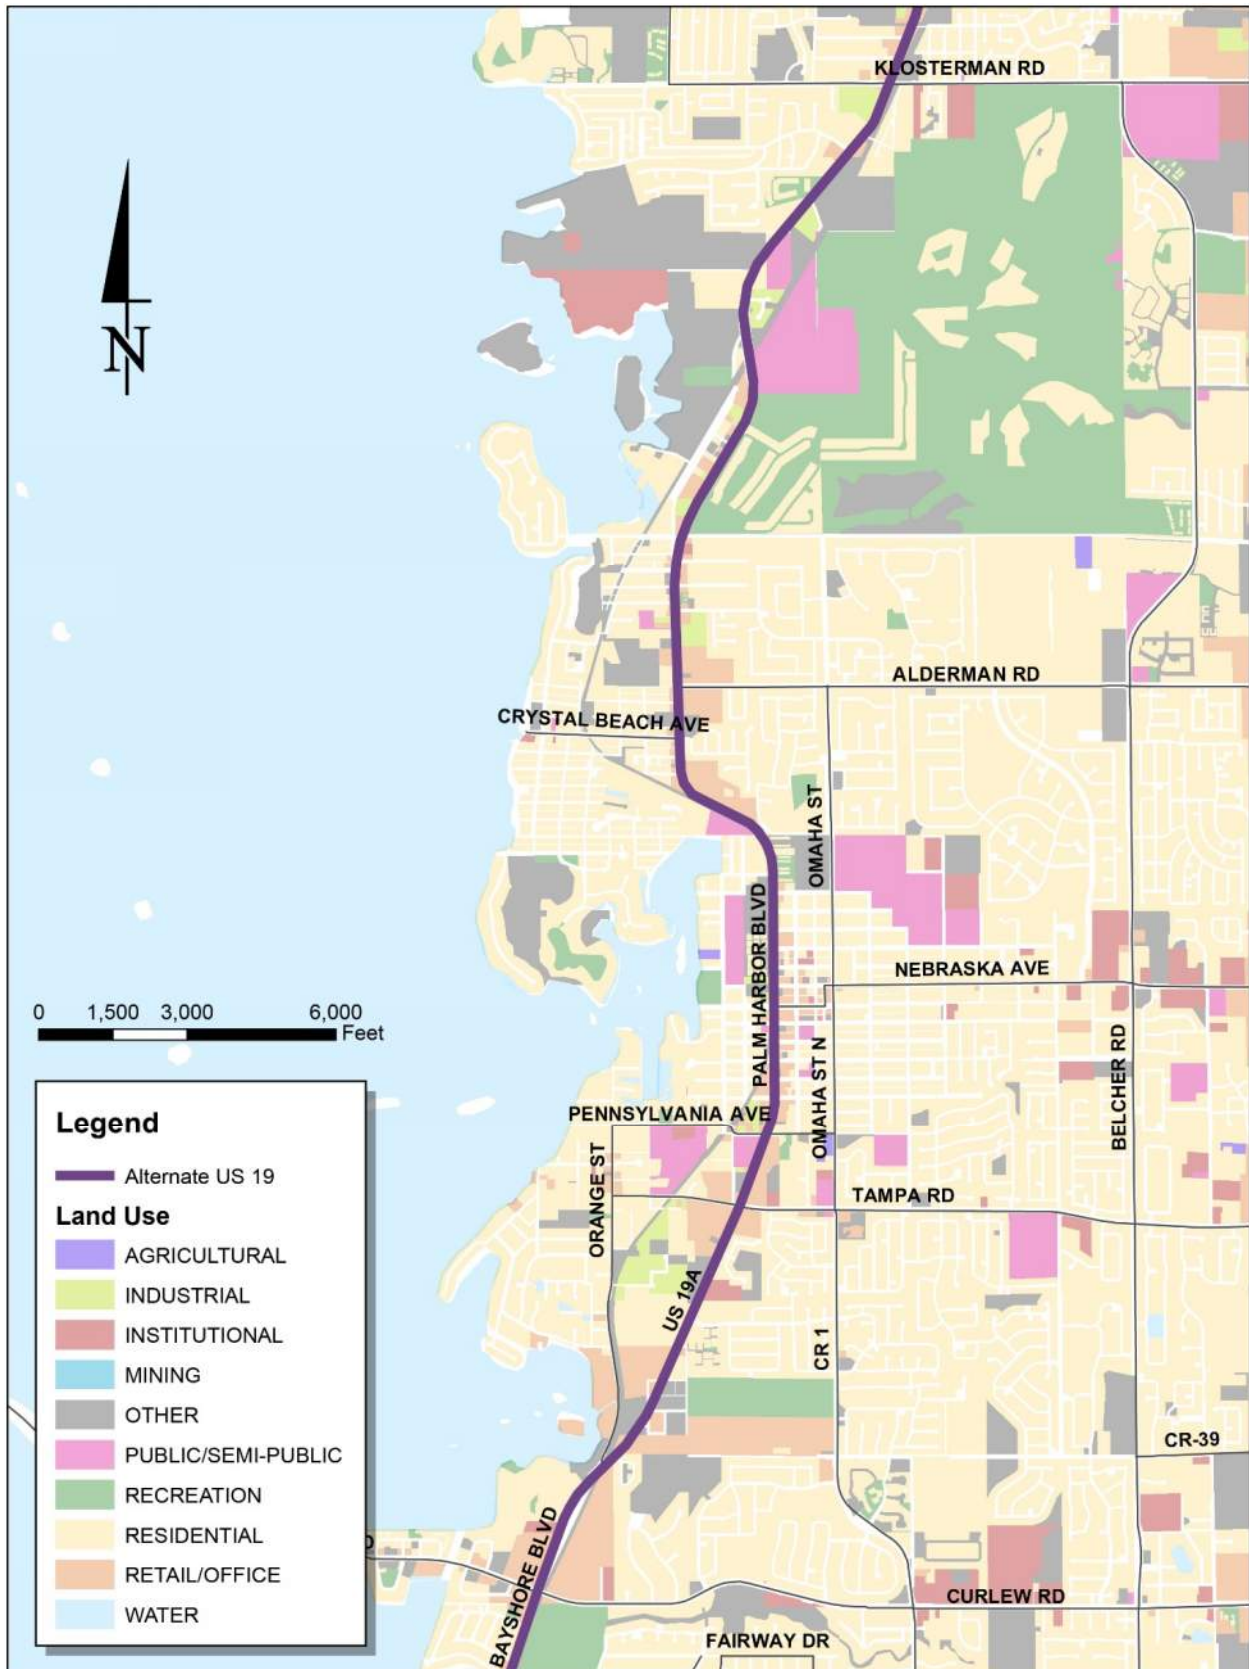 KLOSTERMAN RD
N
ALDERMAN RD
CRYSTAL BEACH AVE
OMAHA ST
PALM HARBOR BLVD
NEBRASKA AVE
0 1,500 3,000 6,000
Feet
OMAHA ST N
BELCHER RD
PENNSYLVANIA AVE
ORANGE ST
TAMPA RD
US 19A
CR 1
CR-39
BAYSHORE BLVD
CURLEW RD
FAIRWAY DR
Legend
Alternate US 19
Land Use
AGRICULTURAL
INDUSTRIAL
INSTITUTIONAL
MINING
OTHER
PUBLIC/SEMI-PUBLIC
RECREATION
RESIDENTIAL
RETAIL/OFFICE
WATER